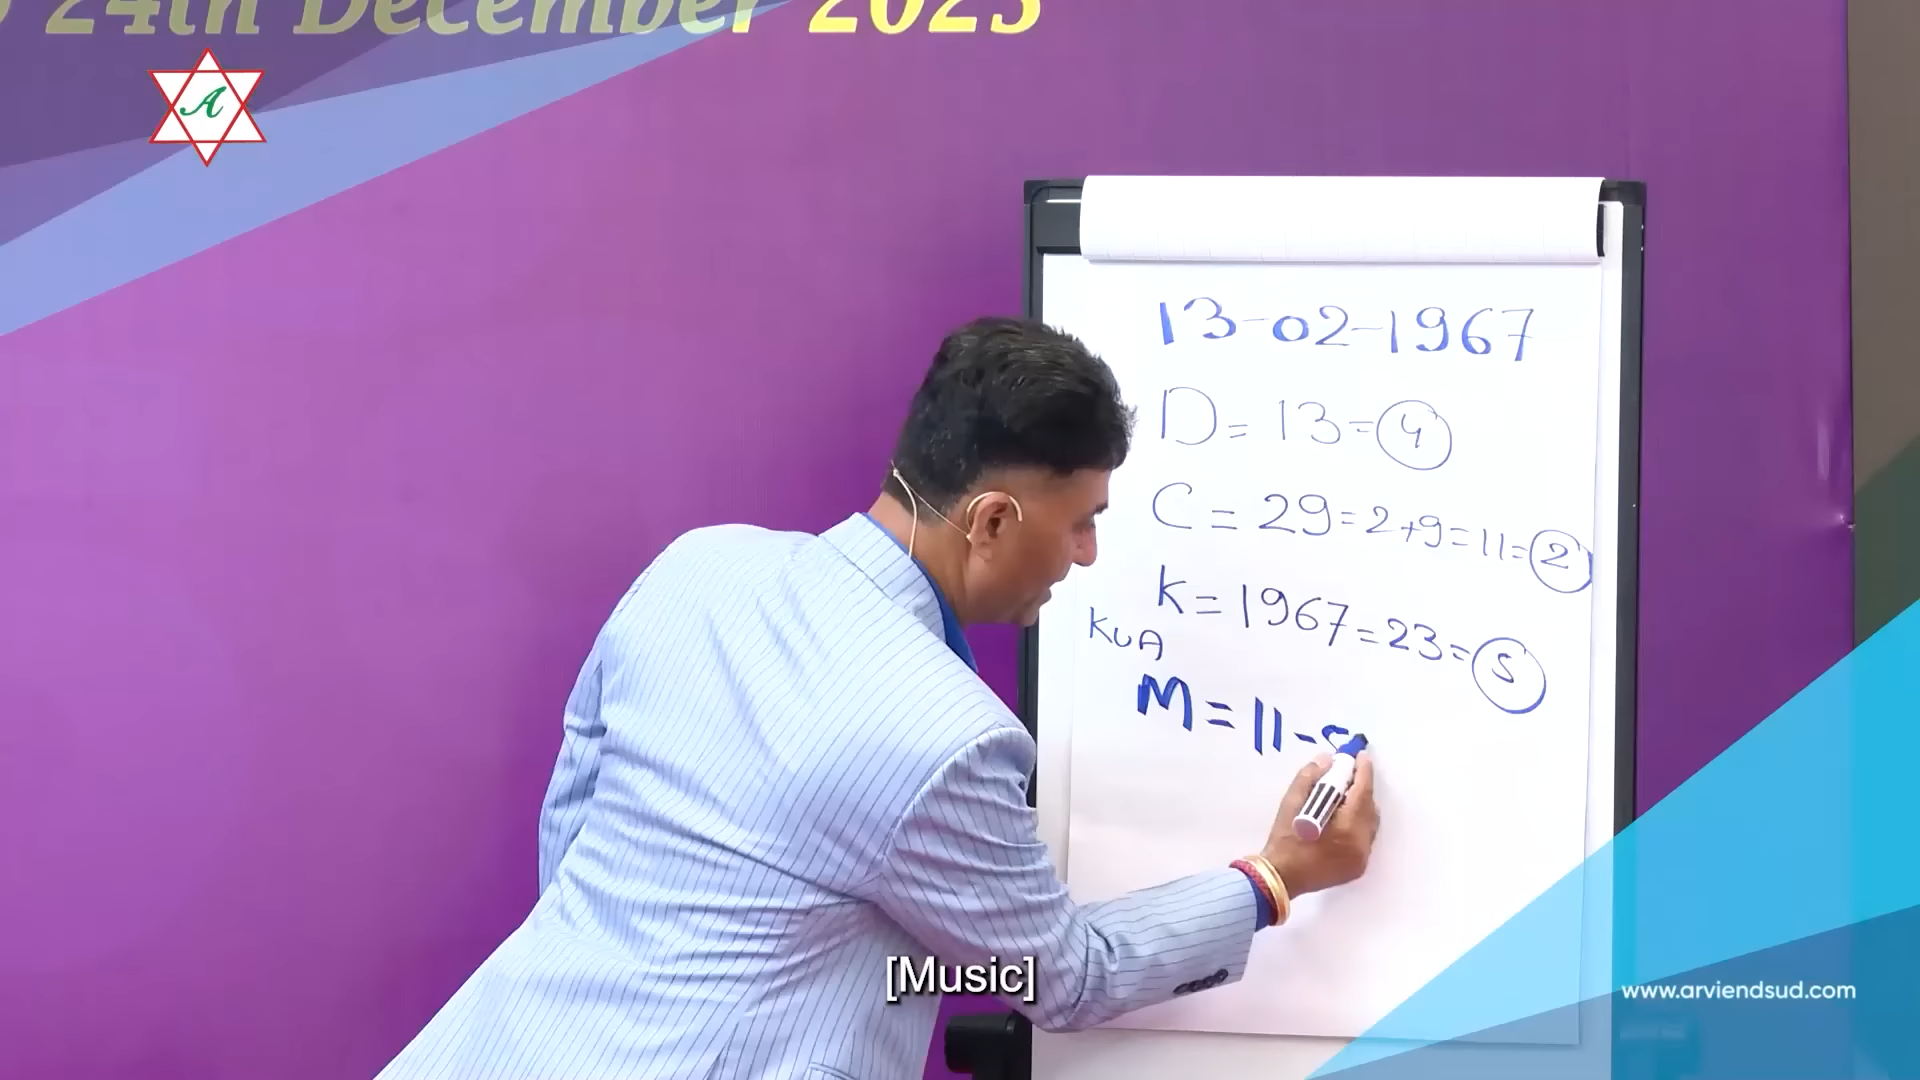 24th December 2023
A
13-02-1967
D = 13 = 4
C = 29 = 2+9 = 11 = 2
K = 1967 = 23 = 5
KUA
M = 11 - 5
[Music]
www.arviendsud.com